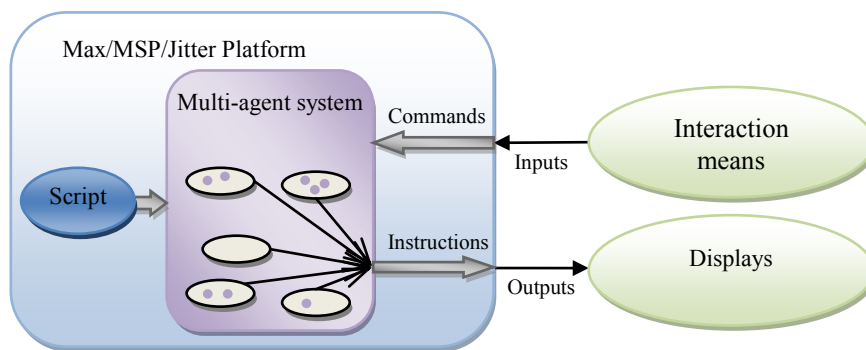 Max/MSP/Jitter Platform
Multi-agent system
Commands
Interaction
means
Inputs
Script
Instructions
Displays
Outputs